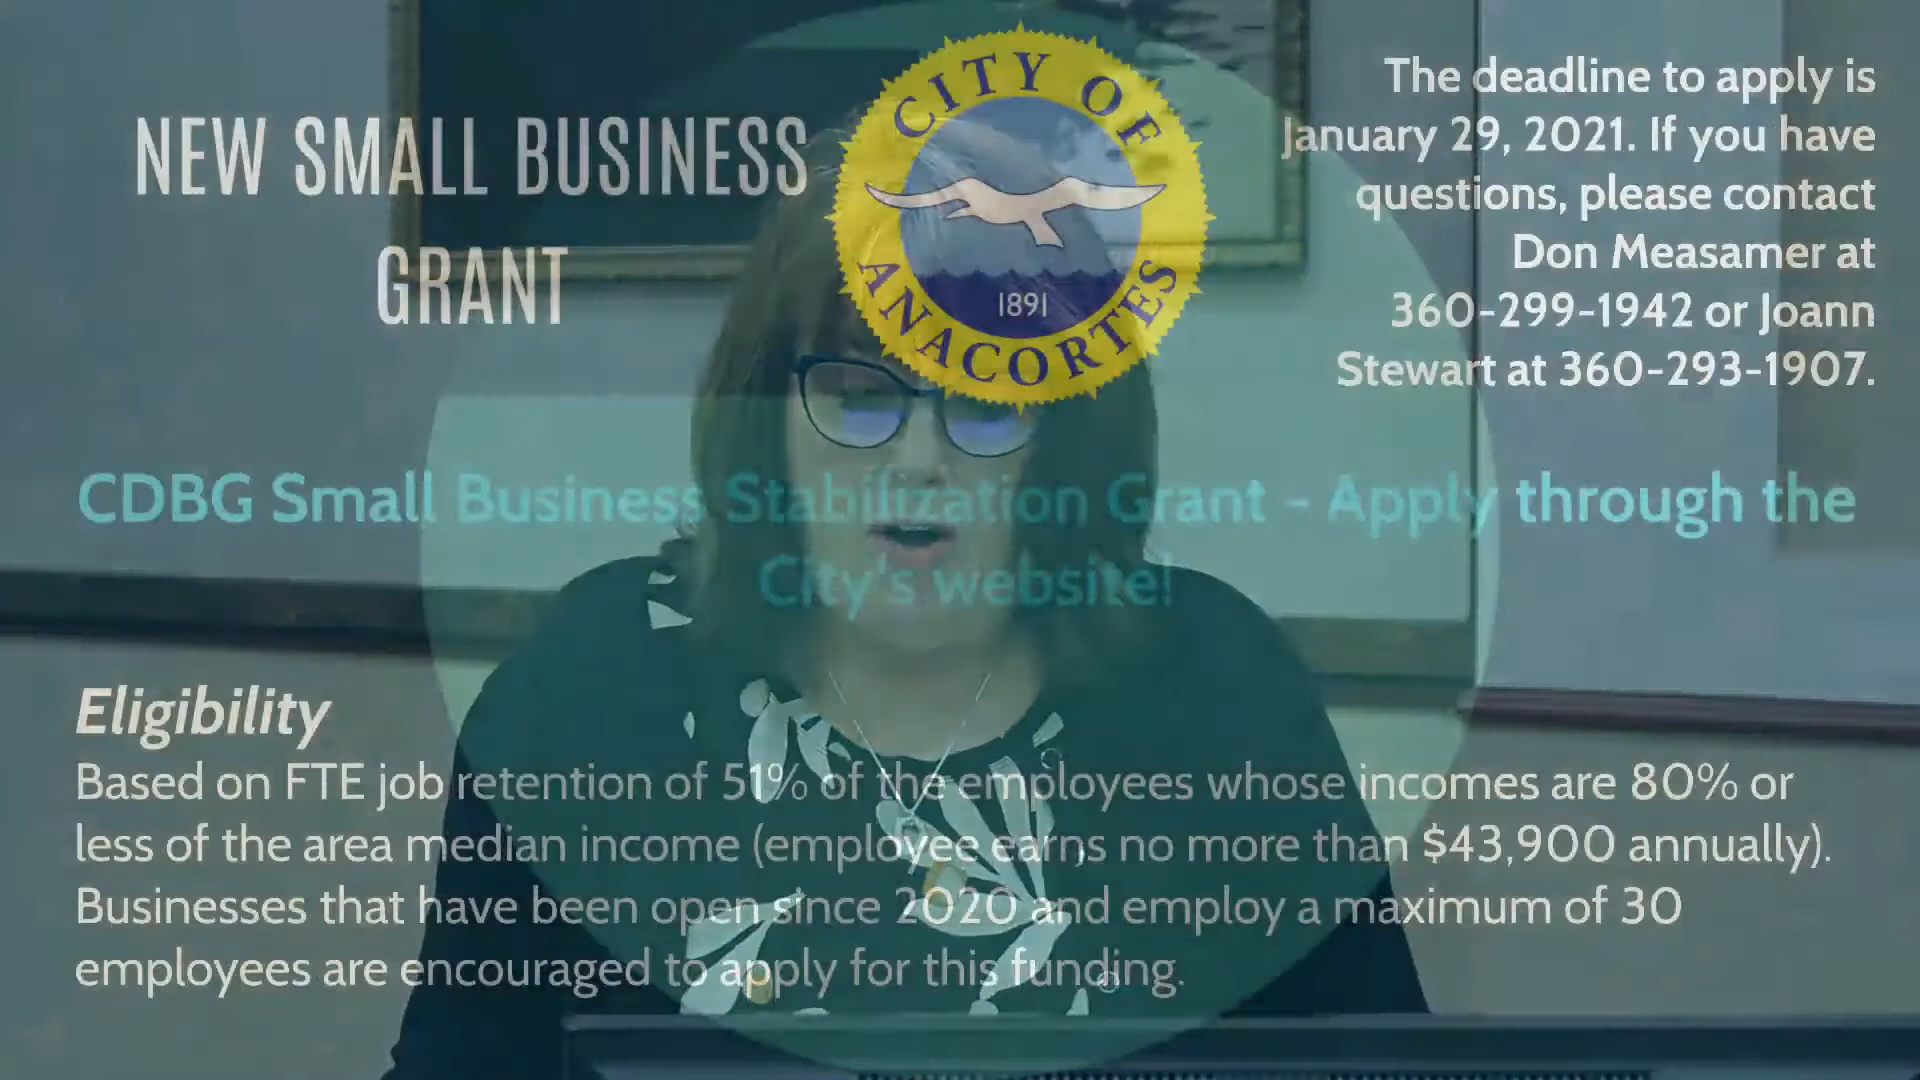 NEW SMALL BUSINESS
GRANT
CITY OF
ANACORTES
1891
The deadline to apply is
January 29, 2021. If you have
questions, please contact
Don Measamer at
360-299-1942 or Joann
Stewart at 360-293-1907.
CDBG Small Business Stabilization Grant - Apply through the
City's website!
Eligibility
Based on FTE job retention of 51% of the employees whose incomes are 80% or
less of the area median income (employee earns no more than $43,900 annually).
Businesses that have been open since 2020 and employ a maximum of 30
employees are encouraged to apply for this funding.